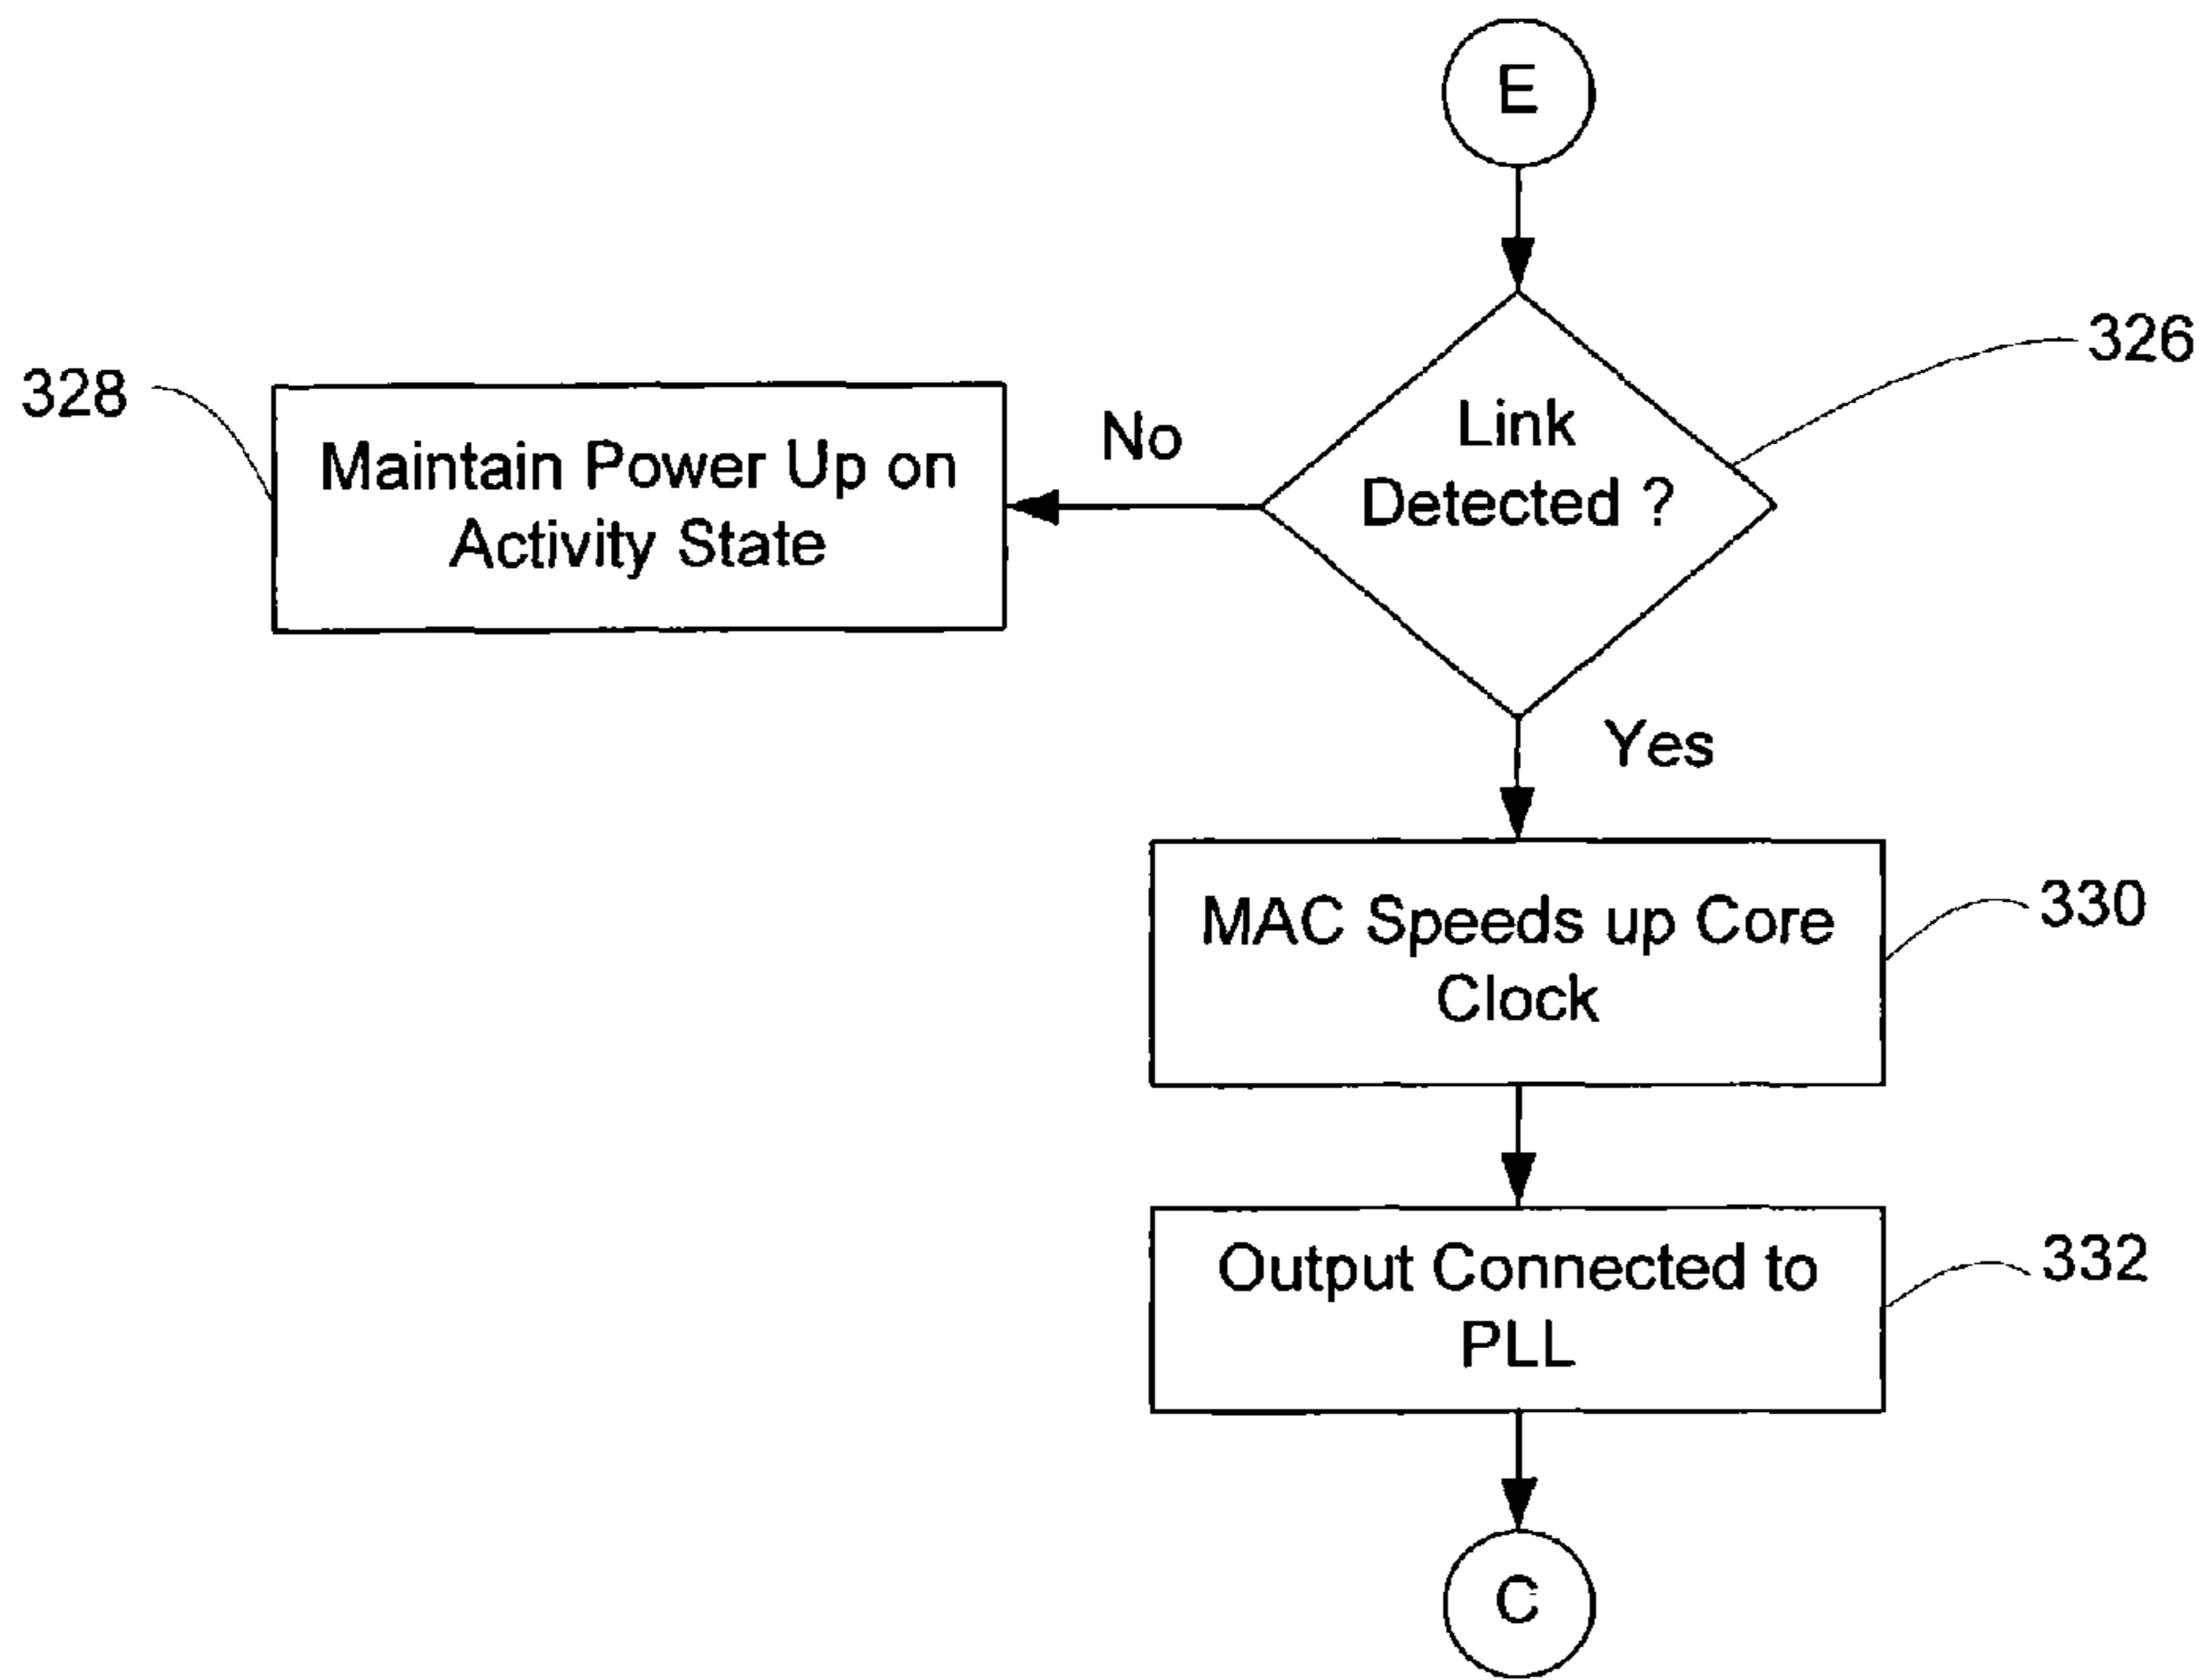 E
326
Link
Detected ?
328
Maintain Power Up on
Activity State
No
Yes
MAC Speeds up Core
Clock
330
Output Connected to
PLL
332
C